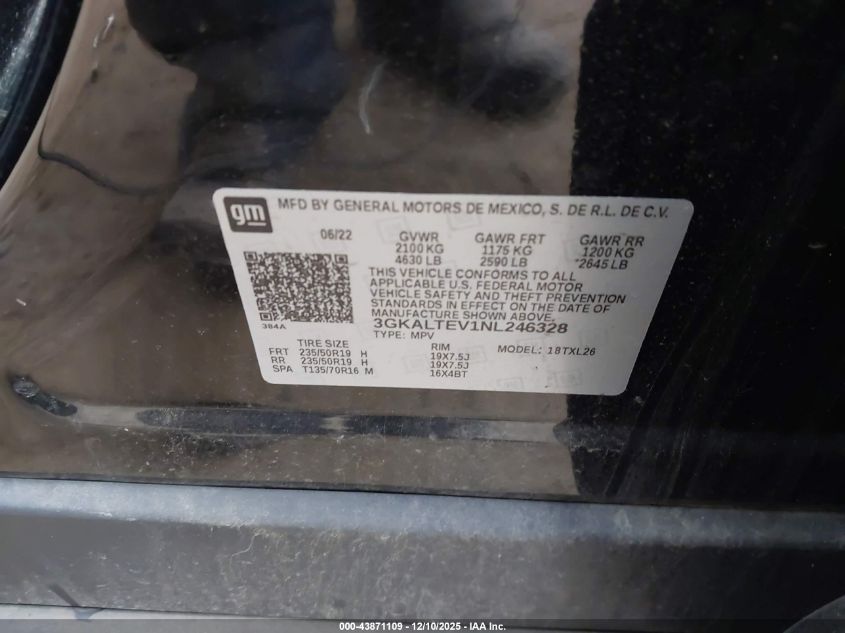 gm
MFD BY GENERAL MOTORS DE MEXICO, S. DE R.L. DE C.V.
06/22 GVWR GAWR FRT GAWR RR
2100 KG 1175 KG 1200 KG
4630 LB 2590 LB *2645 LB
THIS VEHICLE CONFORMS TO ALL
APPLICABLE U.S. FEDERAL MOTOR
VEHICLE SAFETY AND THEFT PREVENTION
STANDARDS IN EFFECT ON THE DATE OF
MANUFACTURE SHOWN ABOVE.
384A 3GKALTEV1NL246328
TYPE: MPV
TIRE SIZE RIM MODEL: 18TXL26
FRT 235/50R19 H 19X7.5J
RR 235/50R19 H 19X7.5J
SPA T135/70R16 M 16X4BT
000-43871109 - 12/10/2025 - IAA Inc.